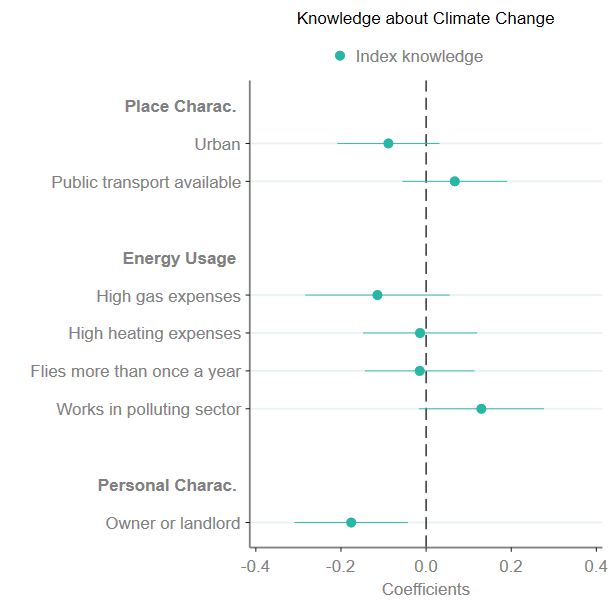 Knowledge about Climate Change
Index knowledge
Place Charac.
Urban
Public transport available
Energy Usage
High gas expenses
High heating expenses
Flies more than once a year
Works in polluting sector
Personal Charac.
Owner or landlord
-0.4 -0.2 0.0 0.2 0.4
Coefficients